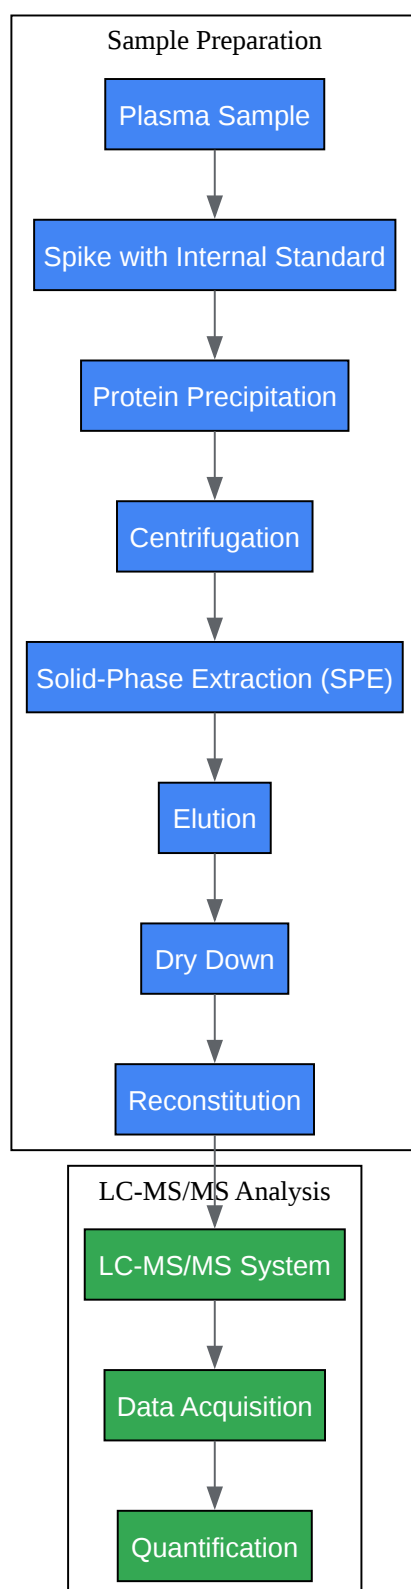 Sample Preparation
Plasma Sample
Spike with Internal Standard
Protein Precipitation
Centrifugation
Solid-Phase Extraction (SPE)
Elution
Dry Down
Reconstitution
LC-MS/MS Analysis
LC-MS/MS System
Data Acquisition
Quantification